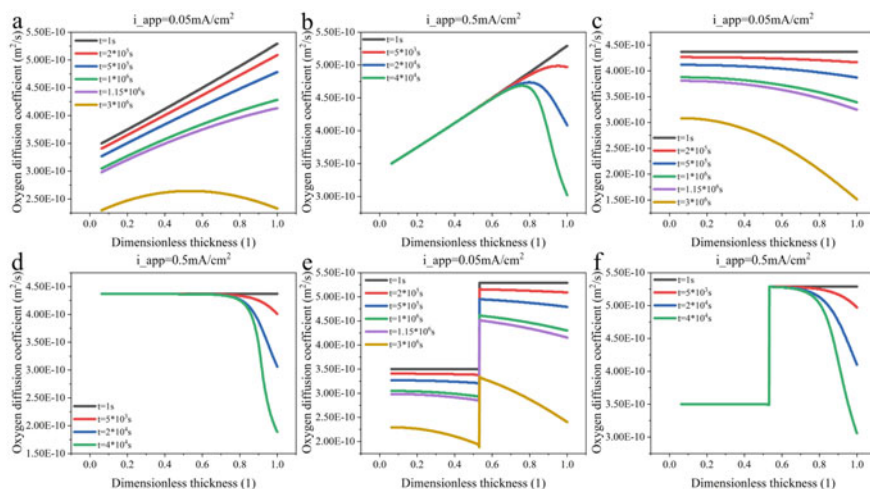 a
i_app=0.05mA/cm²
Oxygen diffusion coefficient (m²/s)
5.50E-10
5.00E-10
4.50E-10
4.00E-10
3.50E-10
3.00E-10
2.50E-10
t=1s
t=2*10⁵s
t=5*10⁵s
t=1*10⁶s
t=1.15*10⁶s
t=3*10⁶s
0.0 0.2 0.4 0.6 0.8 1.0
Dimensionless thickness (1)
b
i_app=0.5mA/cm²
Oxygen diffusion coefficient (m²/s)
5.50E-10
5.00E-10
4.50E-10
4.00E-10
3.50E-10
3.00E-10
t=1s
t=5*10³s
t=2*10⁴s
t=4*10⁴s
0.0 0.2 0.4 0.6 0.8 1.0
Dimensionless thickness (1)
c
i_app=0.05mA/cm²
Oxygen diffusion coefficient (m²/s)
4.50E-10
4.00E-10
3.50E-10
3.00E-10
2.50E-10
2.00E-10
1.50E-10
t=1s
t=2*10⁵s
t=5*10⁵s
t=1*10⁶s
t=1.15*10⁶s
t=3*10⁶s
0.0 0.2 0.4 0.6 0.8 1.0
Dimensionless thickness (1)
d
i_app=0.5mA/cm²
Oxygen diffusion coefficient (m²/s)
4.50E-10
4.00E-10
3.50E-10
3.00E-10
2.50E-10
2.00E-10
1.50E-10
t=1s
t=5*10³s
t=2*10⁴s
t=4*10⁴s
0.0 0.2 0.4 0.6 0.8 1.0
Dimensionless thickness (1)
e
i_app=0.05mA/cm²
Oxygen diffusion coefficient (m²/s)
5.50E-10
5.00E-10
4.50E-10
4.00E-10
3.50E-10
3.00E-10
2.50E-10
2.00E-10
t=1s
t=2*10⁵s
t=5*10⁵s
t=1*10⁶s
t=1.15*10⁶s
t=3*10⁶s
0.0 0.2 0.4 0.6 0.8 1.0
Dimensionless thickness (1)
f
i_app=0.5mA/cm²
Oxygen diffusion coefficient (m²/s)
5.50E-10
5.00E-10
4.50E-10
4.00E-10
3.50E-10
3.00E-10
t=1s
t=5*10³s
t=2*10⁴s
t=4*10⁴s
0.0 0.2 0.4 0.6 0.8 1.0
Dimensionless thickness (1)